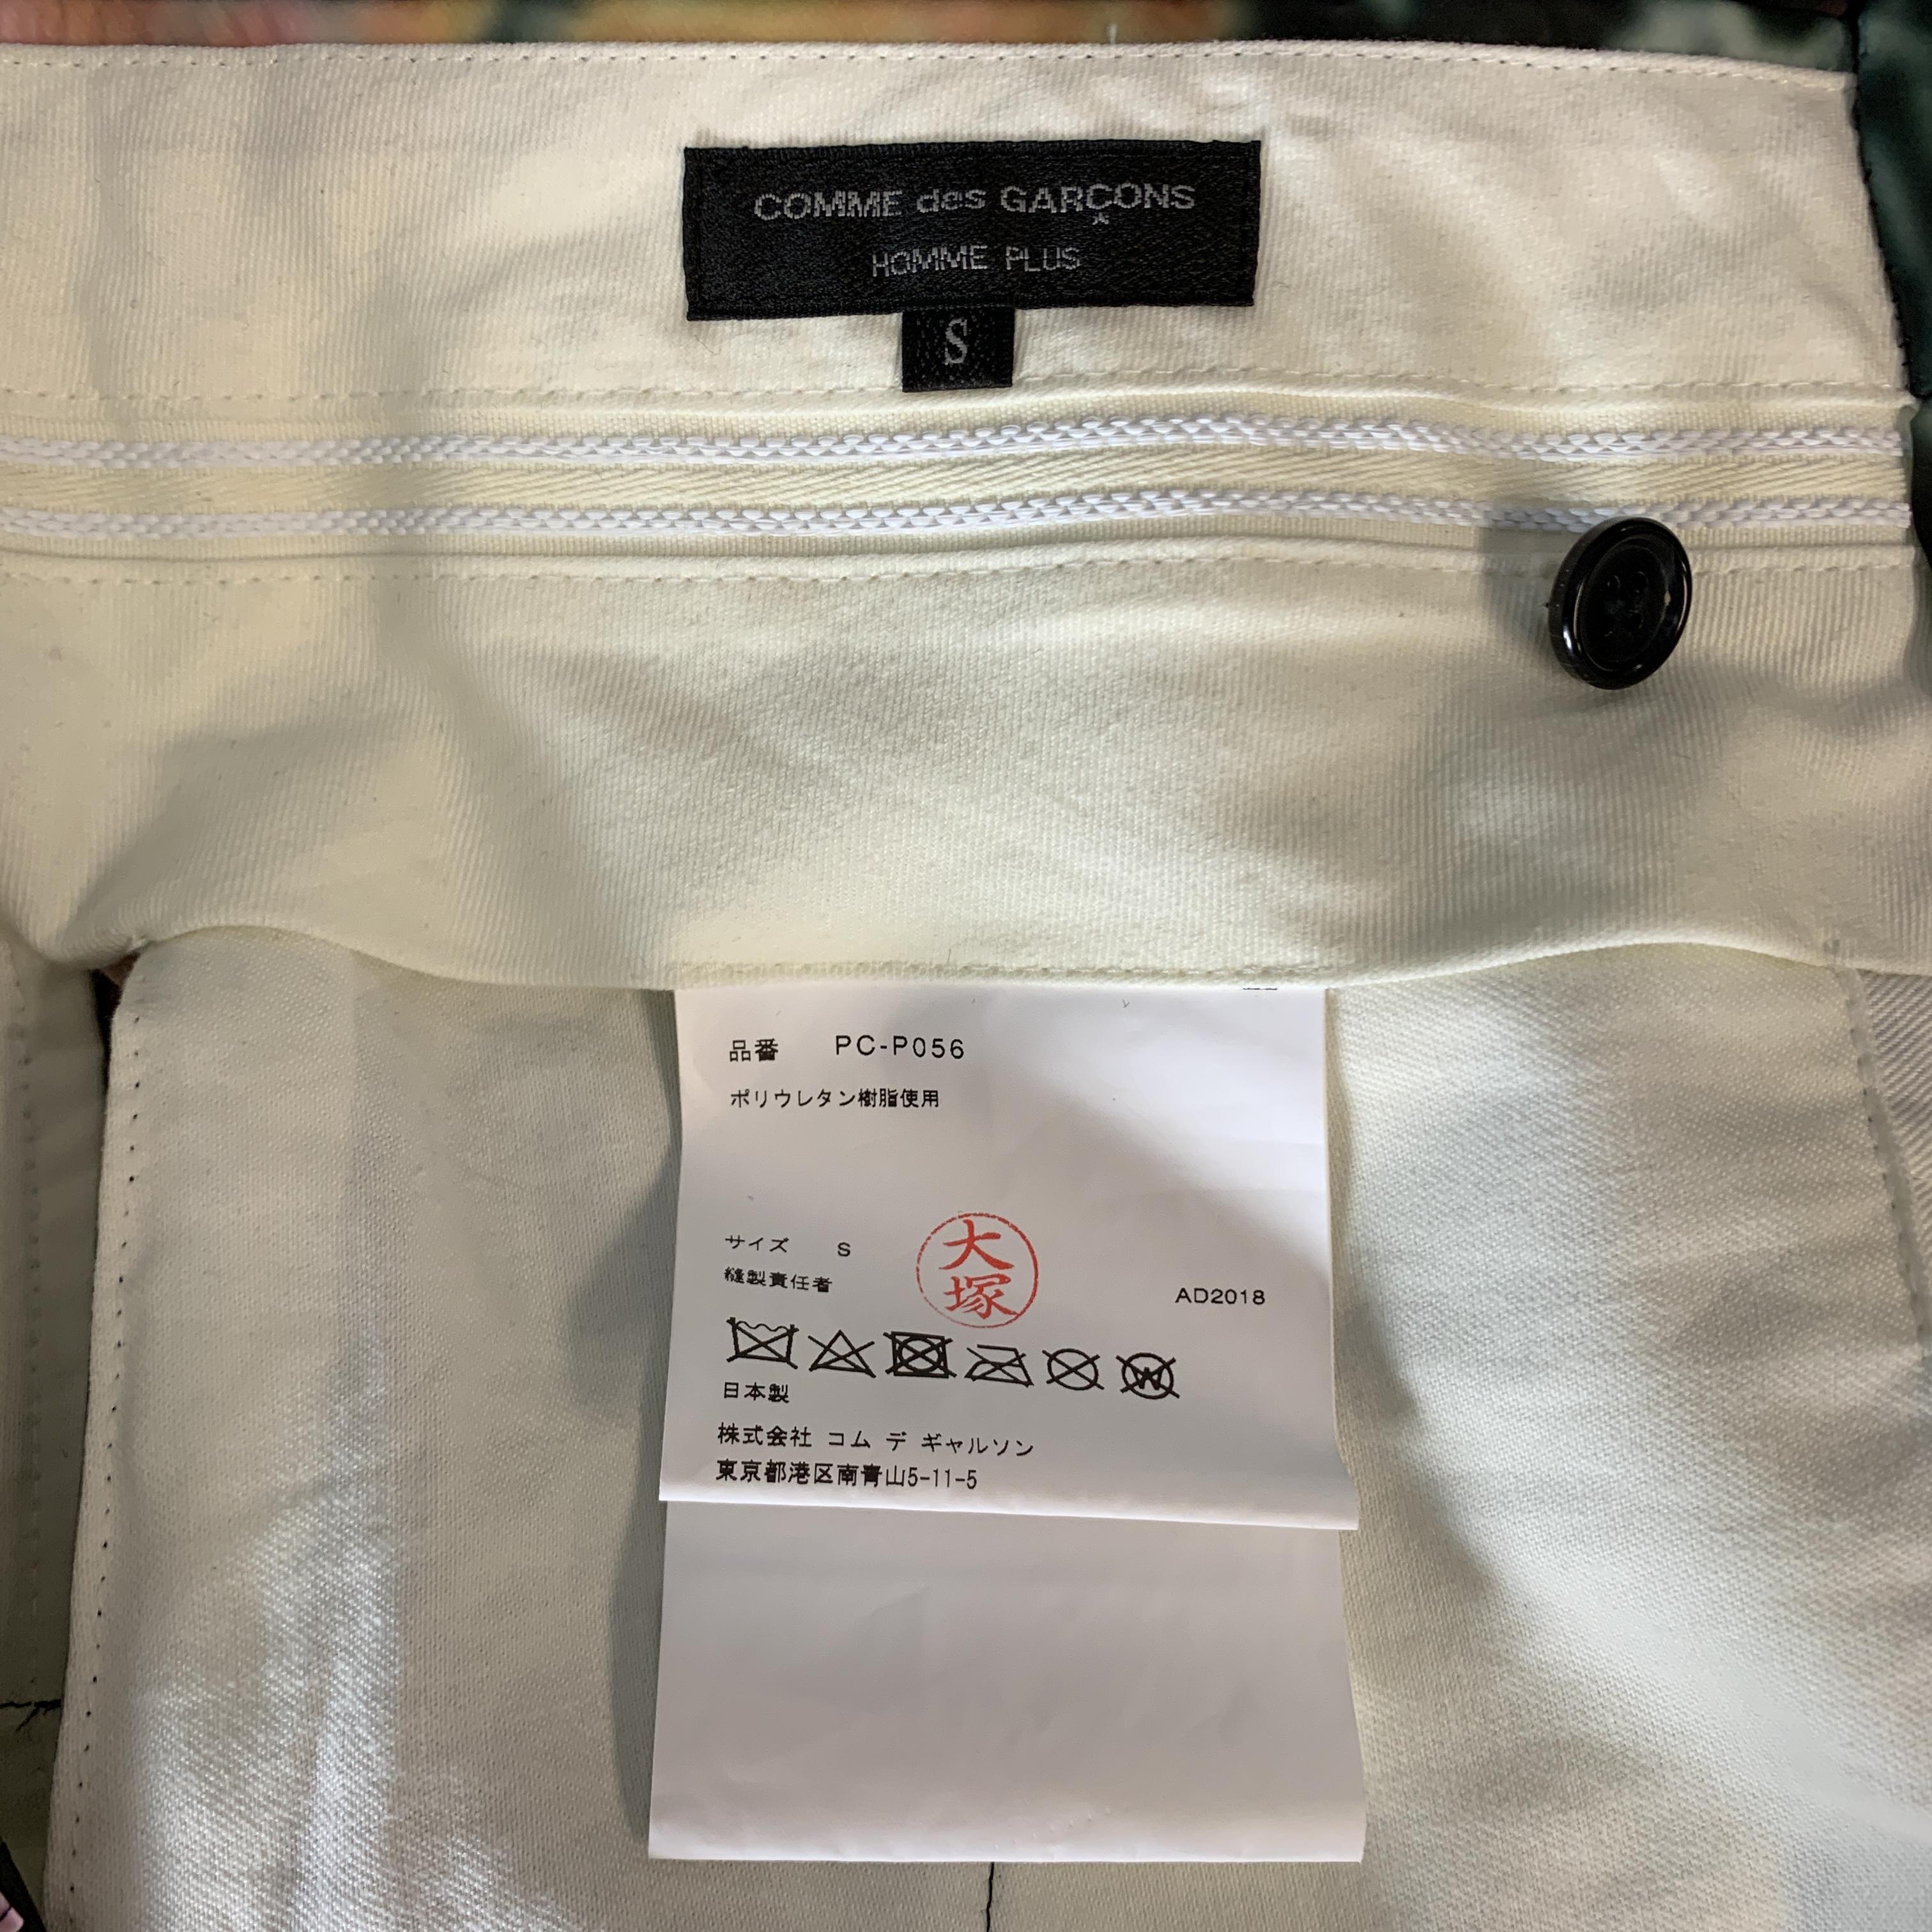 COMME des GARÇONS
HOMME PLUS
S
品番 PC-P056
ポリウレタン樹脂使用
サイズ S
大塚
縫製責任者
AD2018
W
日本製
株式会社 コム デ ギャルソン
東京都港区南青山5-11-5